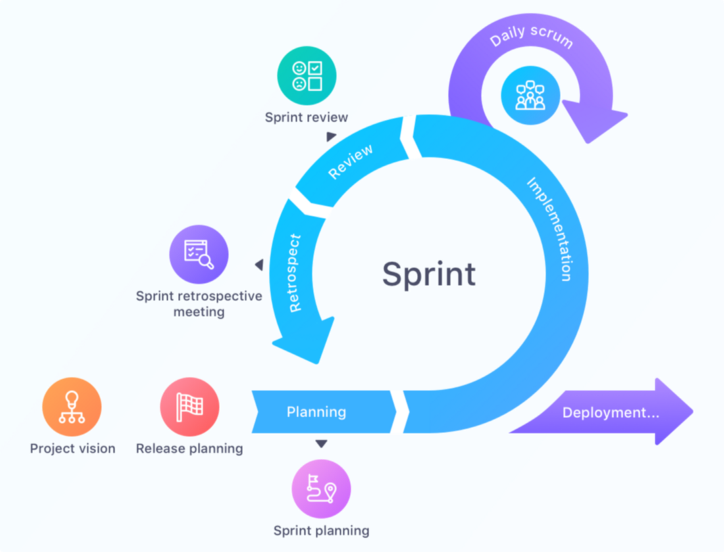 Daily scrum
Sprint review
Review
Implementation
Retrospect
Sprint
Sprint retrospective
meeting
Planning
Deployment...
Project vision
Release planning
Sprint planning